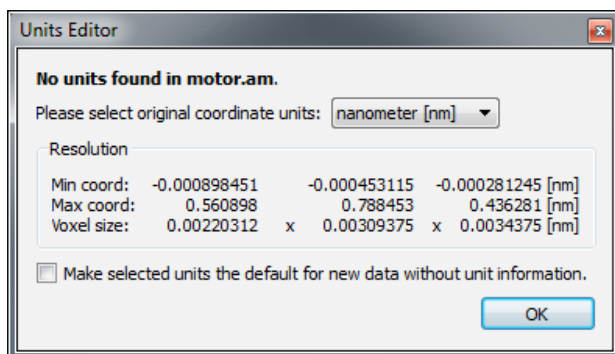 Units Editor
No units found in motor.am.
Please select original coordinate units: nanometer [nm]
Resolution
Min coord: -0.000898451 -0.000453115 -0.000281245 [nm]
Max coord: 0.560898 0.788453 0.436281 [nm]
Voxel size: 0.00220312 x 0.00309375 x 0.0034375 [nm]
Make selected units the default for new data without unit information.
OK